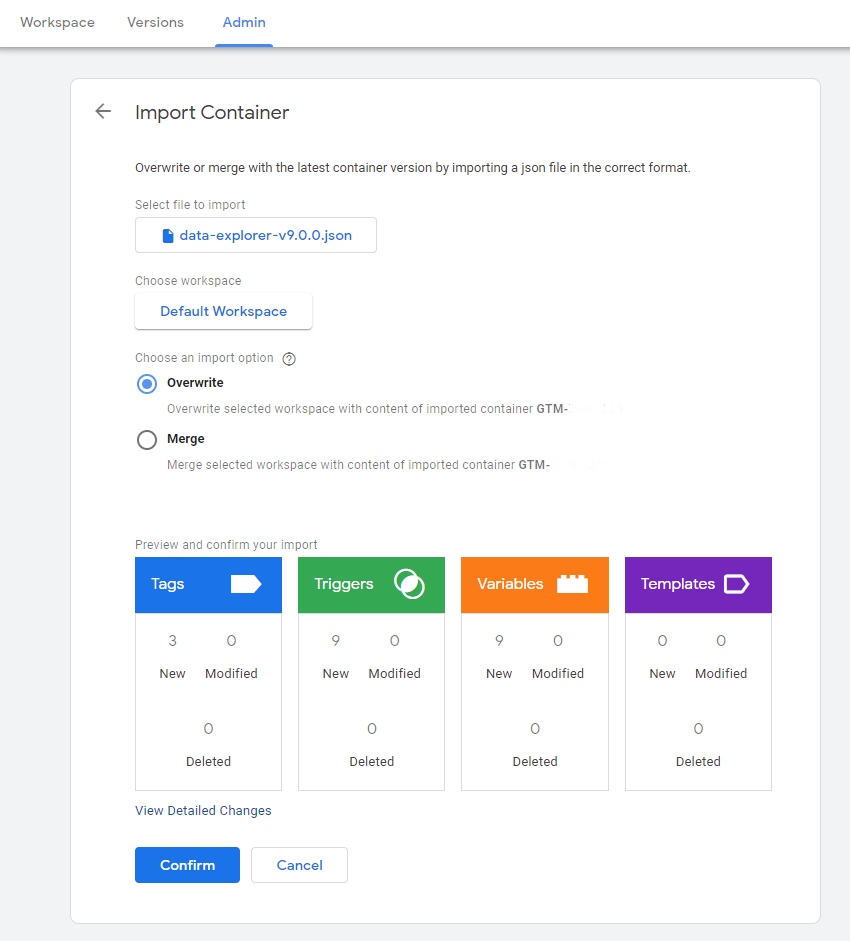 Workspace Versions Admin
Import Container
Overwrite or merge with the latest container version by importing a json file in the correct format.
Select file to import
data-explorer-v9.0.0.json
Choose workspace
Default Workspace
Choose an import option ?
Overwrite
Overwrite selected workspace with content of imported container GTM-
Merge
Merge selected workspace with content of imported container GTM-
Preview and confirm your import
Tags Triggers Variables Templates
3 0 9 0 9 0 0 0
New Modified New Modified New Modified New Modified
0 0 0 0
Deleted Deleted Deleted Deleted
View Detailed Changes
Confirm Cancel